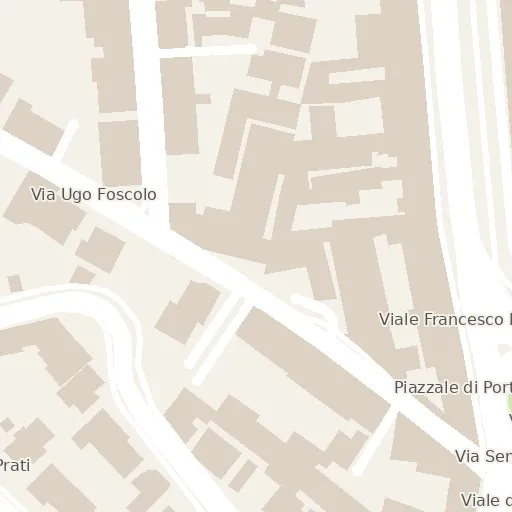 Via Ugo Foscolo
Viale Francesco
Piazzale di Port
Via Sen
Prati
Viale d